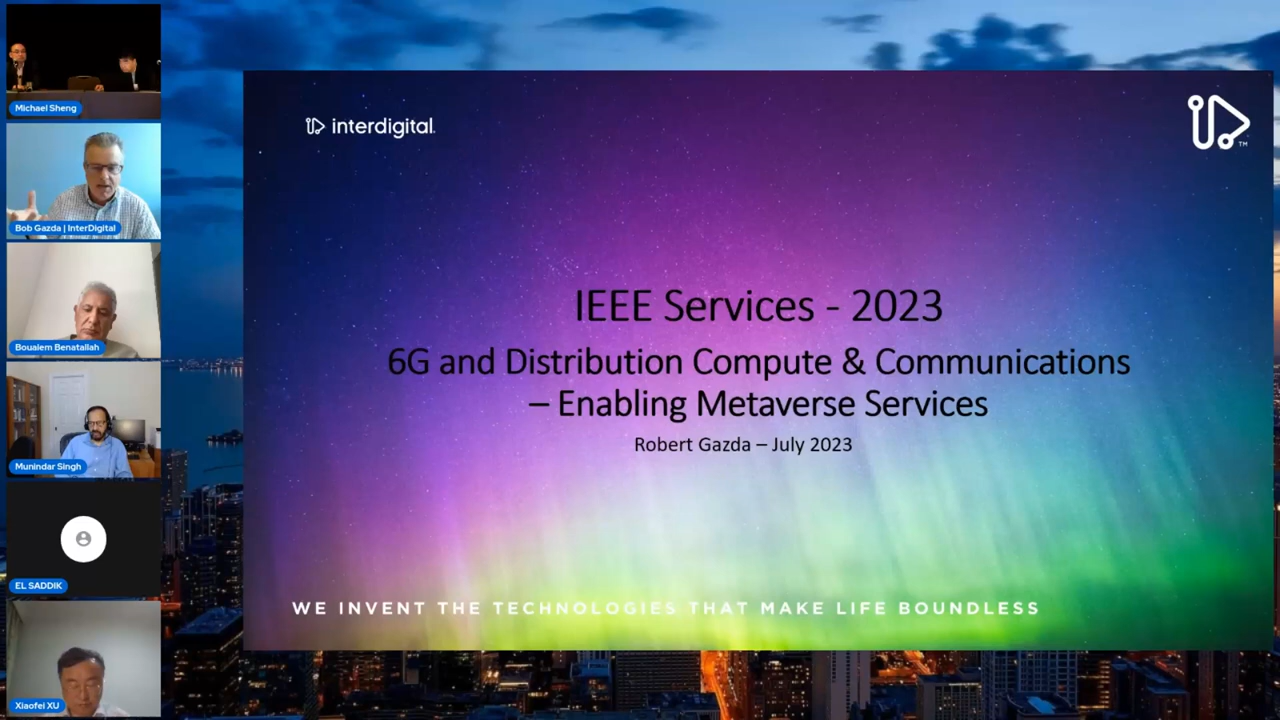 Michael Sheng
Bob Gazda | InterDigital
Boualem Benatallah
Munindar Singh
EL SADDIK
Xiaofei XU
interdigital.
TM
IEEE Services - 2023
6G and Distribution Compute & Communications
– Enabling Metaverse Services
Robert Gazda – July 2023
WE INVENT THE TECHNOLOGIES THAT MAKE LIFE BOUNDLESS